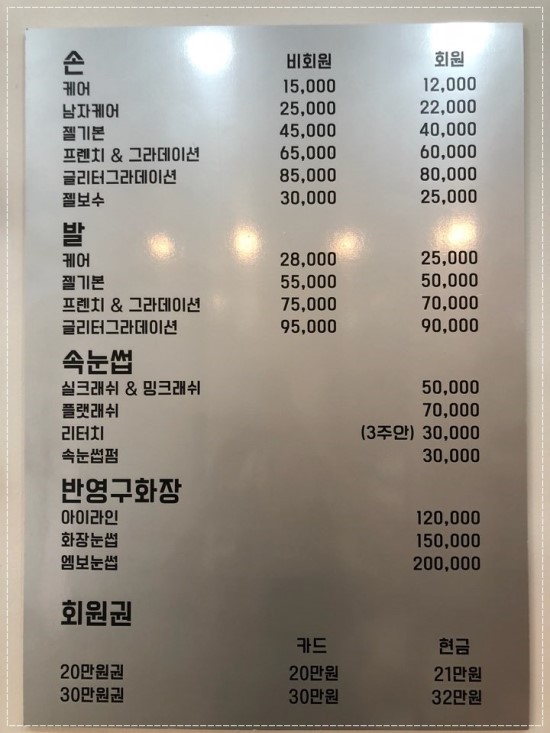 손 비회원 회원
케어 15,000 12,000
남자케어 25,000 22,000
젤기본 45,000 40,000
프렌치 & 그라데이션 65,000 60,000
글리터그라데이션 85,000 80,000
젤보수 30,000 25,000
발
케어 28,000 25,000
젤기본 55,000 50,000
프렌치 & 그라데이션 75,000 70,000
글리터그라데이션 95,000 90,000
속눈썹
실크래쉬 & 밍크래쉬 50,000
플랫래쉬 70,000
리터치 (3주안) 30,000
속눈썹펌 30,000
반영구화장
아이라인 120,000
화장눈썹 150,000
엠보눈썹 200,000
회원권
카드 현금
20만원권 20만원 21만원
30만원권 30만원 32만원